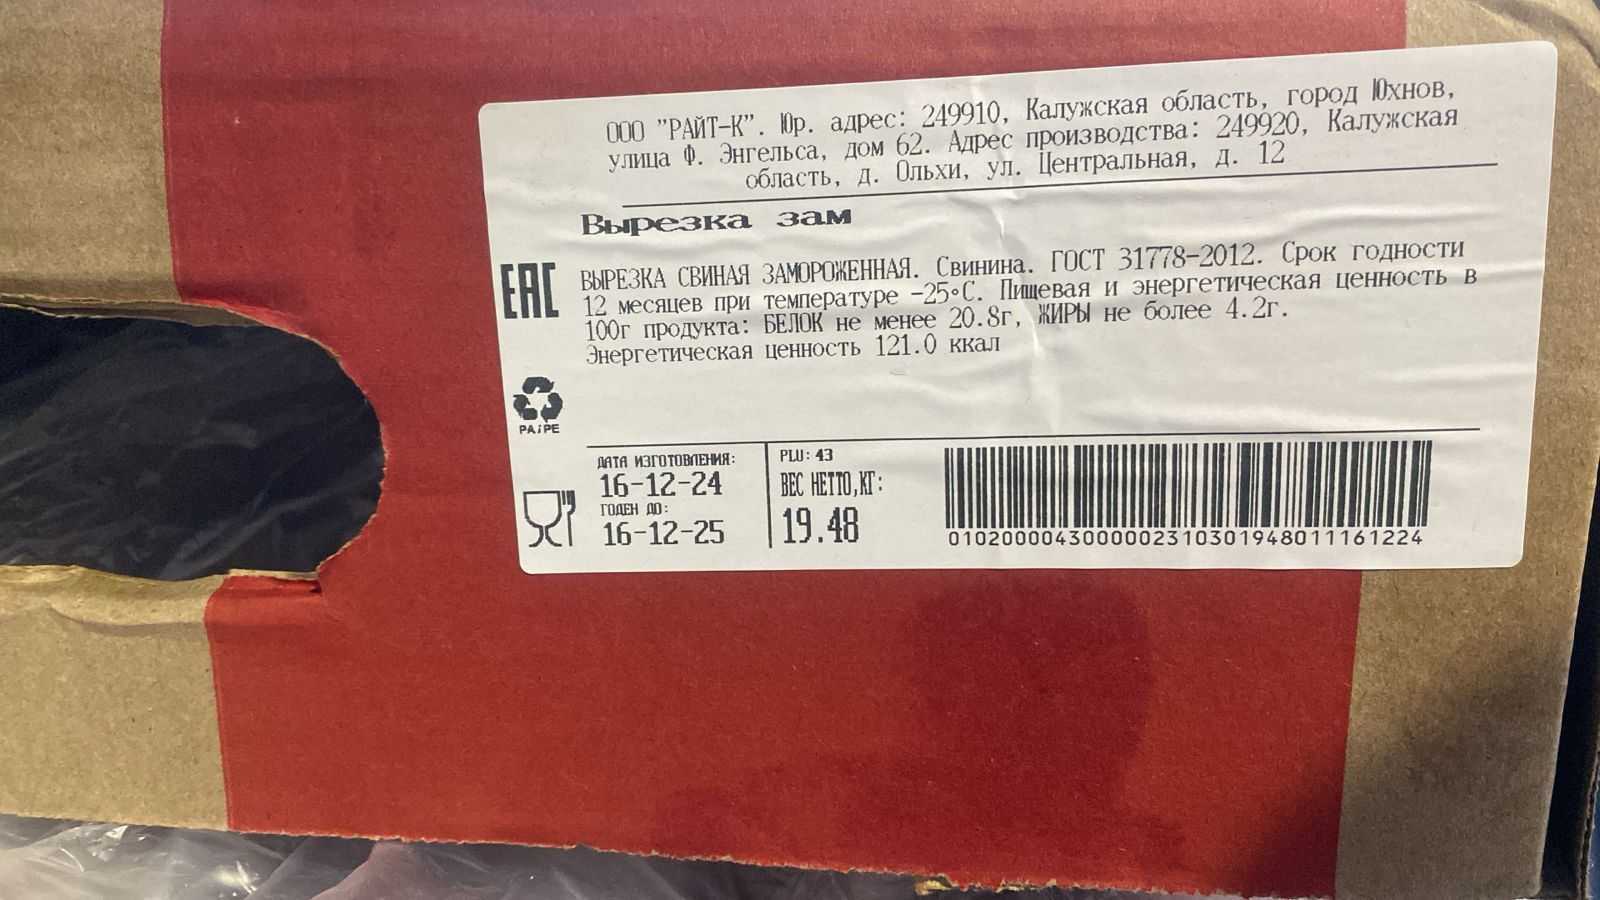 ООО "РАЙТ-К". Юр. адрес: 249910, Калужская область, город Юхнов,
улица Ф. Энгельса, дом 62. Адрес производства: 249920, Калужская
область, д. Ольхи, ул. Центральная, д. 12
Вырезка зам
ВЫРЕЗКА СВИНАЯ ЗАМОРОЖЕННАЯ. Свинина. ГОСТ 31778-2012. Срок годности
12 месяцев при температуре -25°С. Пищевая и энергетическая ценность в
100г продукта: БЕЛОК не менее 20.8г, ЖИРЫ не более 4.2г.
Энергетическая ценность 121.0 ккал
EAC
PA/PE
ДАТА ИЗГОТОВЛЕНИЯ:
16-12-24
ГОДЕН ДО:
16-12-25
PLU: 43
ВЕС НЕТТО,КГ:
19.48
0102000043000002310301948011161224